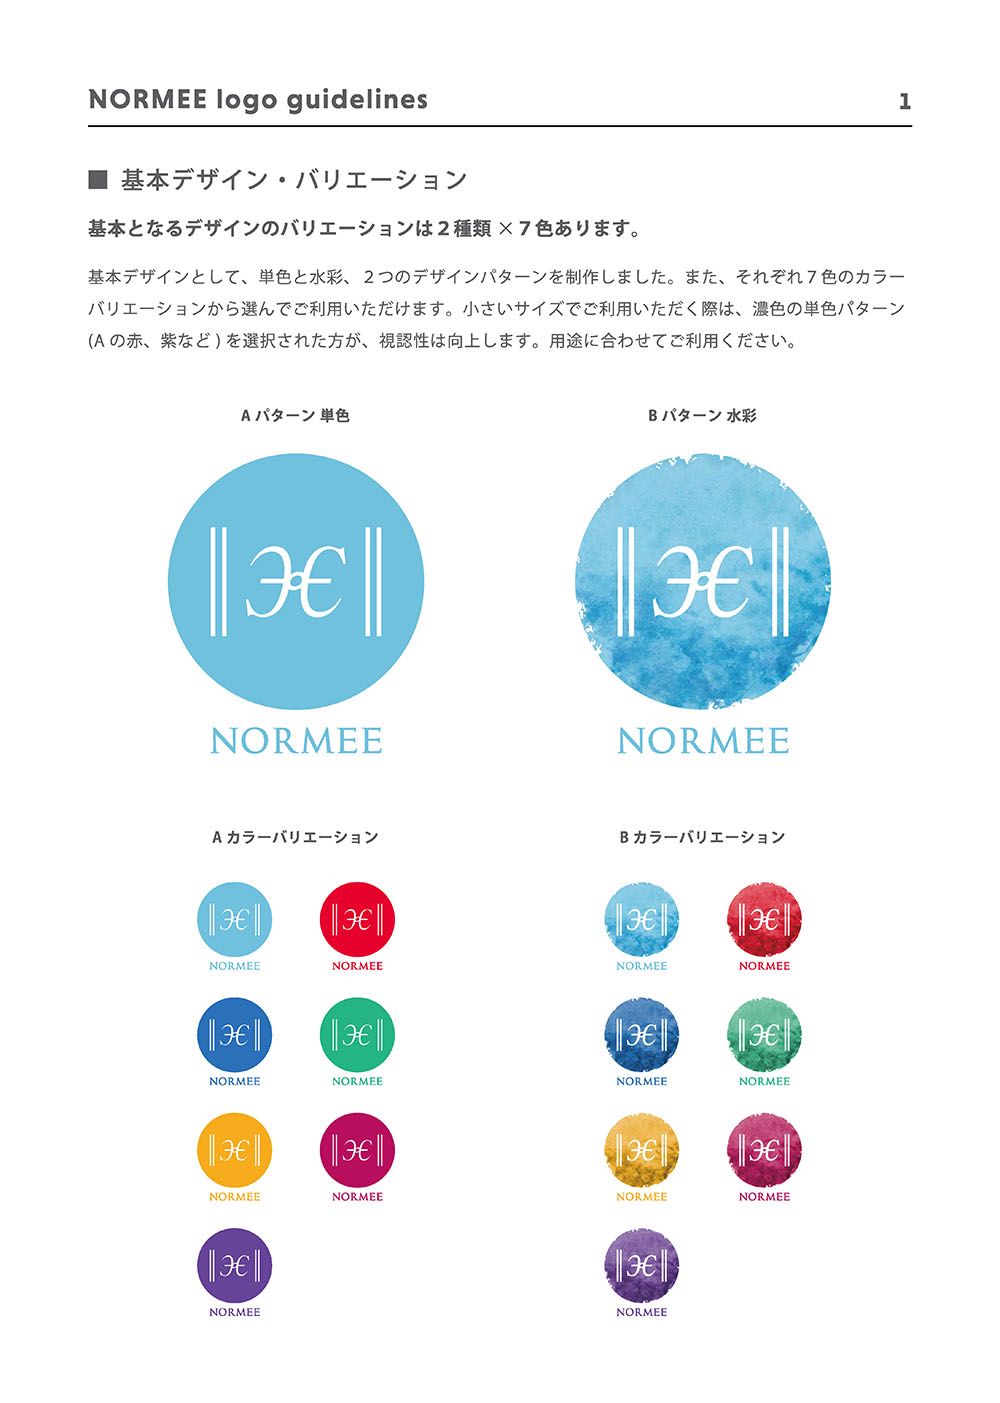 NORMEE logo guidelines 1
■ 基本デザイン・バリエーション
基本となるデザインのバリエーションは２種類 × ７色あります。
基本デザインとして、単色と水彩、２つのデザインパターンを制作しました。また、それぞれ７色のカラー
バリエーションから選んでご利用いただけます。小さいサイズでご利用いただく際は、濃色の単色パターン
(A の赤、紫など ) を選択された方が、視認性は向上します。用途に合わせてご利用ください。
A パターン 単色
B パターン 水彩
NORMEE
NORMEE
A カラーバリエーション
B カラーバリエーション
NORMEE
NORMEE
NORMEE
NORMEE
NORMEE
NORMEE
NORMEE
NORMEE
NORMEE
NORMEE
NORMEE
NORMEE
NORMEE
NORMEE